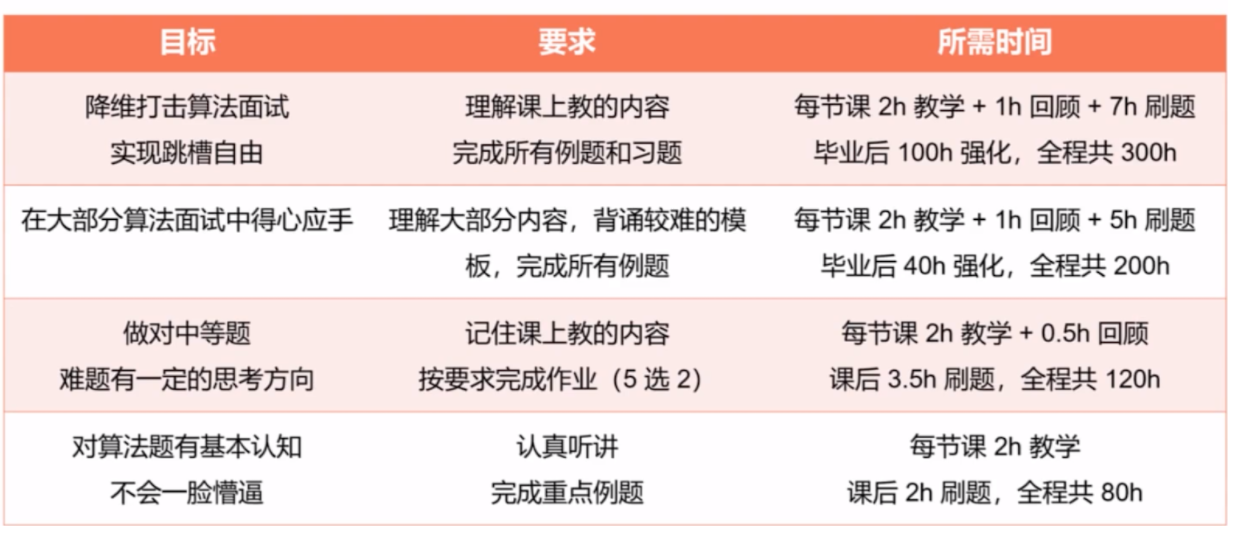 目标 要求 所需时间
降维打击算法面试 理解课上教的内容 每节课 2h 教学 + 1h 回顾 + 7h 刷题
实现跳槽自由 完成所有例题和习题 毕业后 100h 强化，全程共 300h
在大部分算法面试中得心应手 理解大部分内容，背诵较难的模 每节课 2h 教学 + 1h 回顾 + 5h 刷题
板，完成所有例题 毕业后 40h 强化，全程共 200h
做对中等题 记住课上教的内容 每节课 2h 教学 + 0.5h 回顾
难题有一定的思考方向 按要求完成作业（5 选 2） 课后 3.5h 刷题，全程共 120h
对算法题有基本认知 认真听讲 每节课 2h 教学
不会一脸懵逼 完成重点例题 课后 2h 刷题，全程共 80h